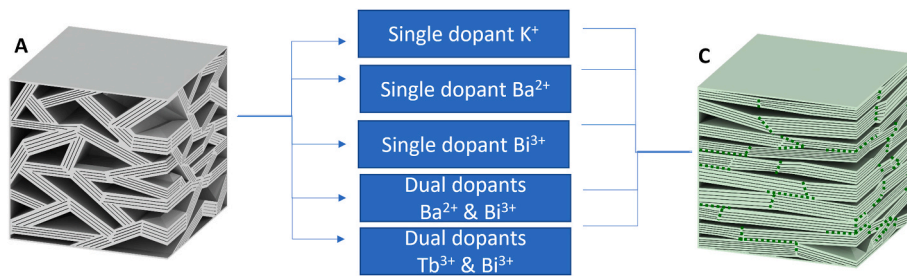 A
Single dopant K⁺
Single dopant Ba²⁺
Single dopant Bi³⁺
Dual dopants
Ba²⁺ & Bi³⁺
Dual dopants
Tb³⁺ & Bi³⁺
C